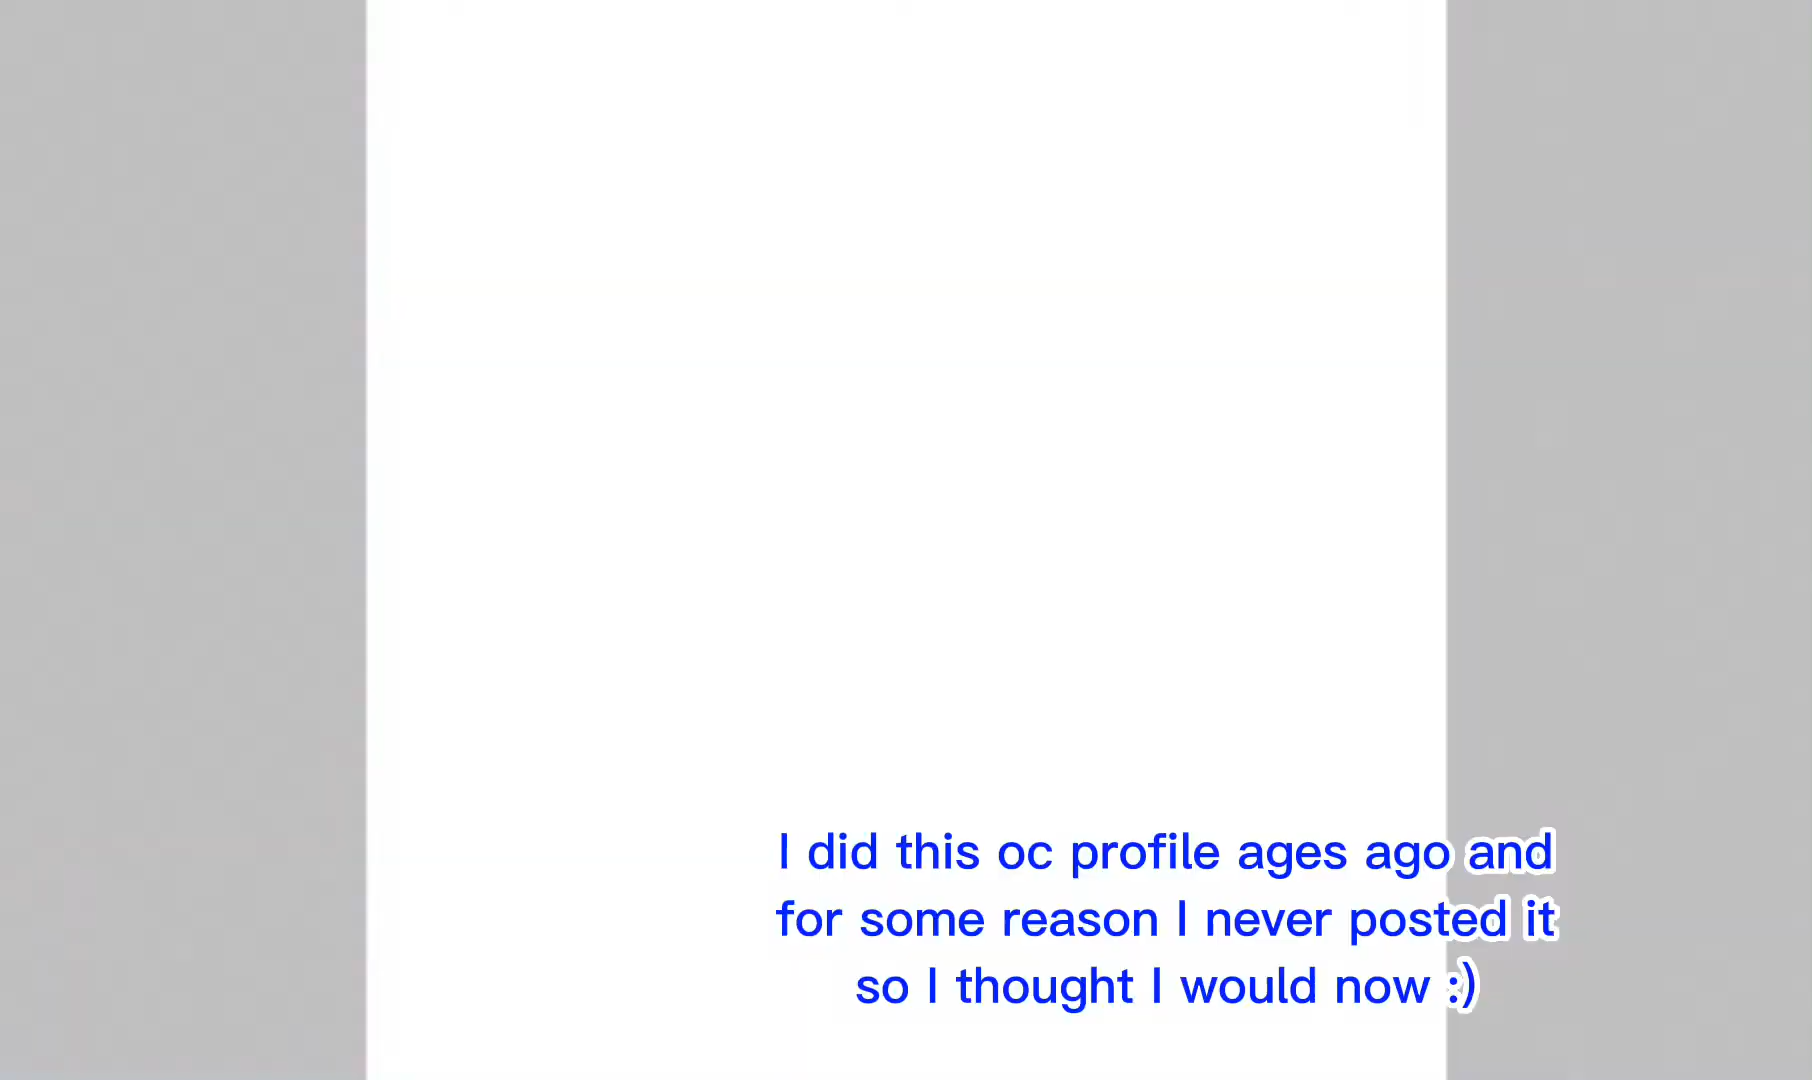 I did this oc profile ages ago and
for some reason I never posted it
so I thought I would now :)